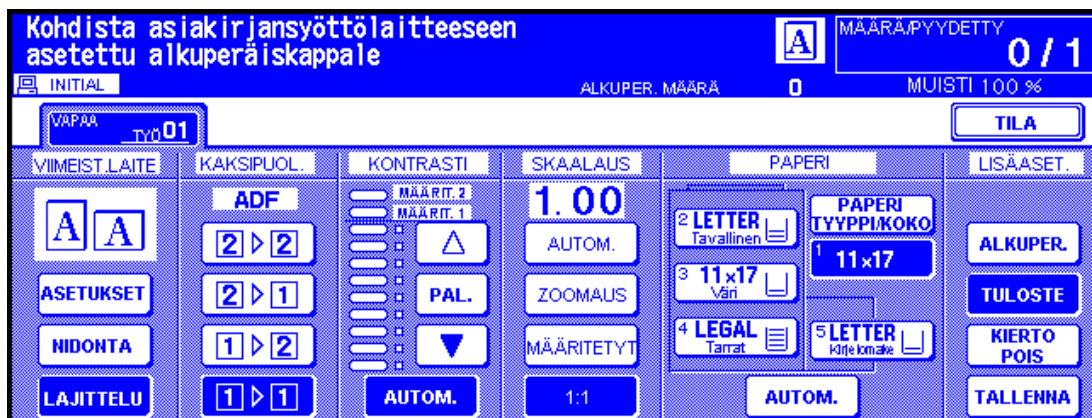 Kohdista asiakirjansyöttölaitteeseen
asetettu alkuperäiskappale
A
MÄÄRÄ/PYYDETTY
0 / 1
INITIAL
ALKUPER. MÄÄRÄ 0
MUISTI 100 %
VAPAA
TYÖ 01
TILA
VIIMEIST.LAITE
A A
ASETUKSET
NIDONTA
LAJITTELU
KAKSIPUOL.
ADF
2 ▷ 2
2 ▷ 1
1 ▷ 2
1 ▷ 1
KONTRASTI
MÄÄRIT. 2
MÄÄRIT. 1
△
PAL.
▼
AUTOM.
SKAALAUS
1.00
AUTOM.
ZOOMAUS
MÄÄRITETYT
1:1
PAPERI
2 LETTER
Tavallinen
3 11x17
Väri
4 LEGAL
Tarrat
PAPERI
TYYPPI/KOKO
1 11x17
5 LETTER
Kirjelomake
AUTOM.
LISÄASET.
ALKUPER.
TULOSTE
KIERTO
POIS
TALLENNA